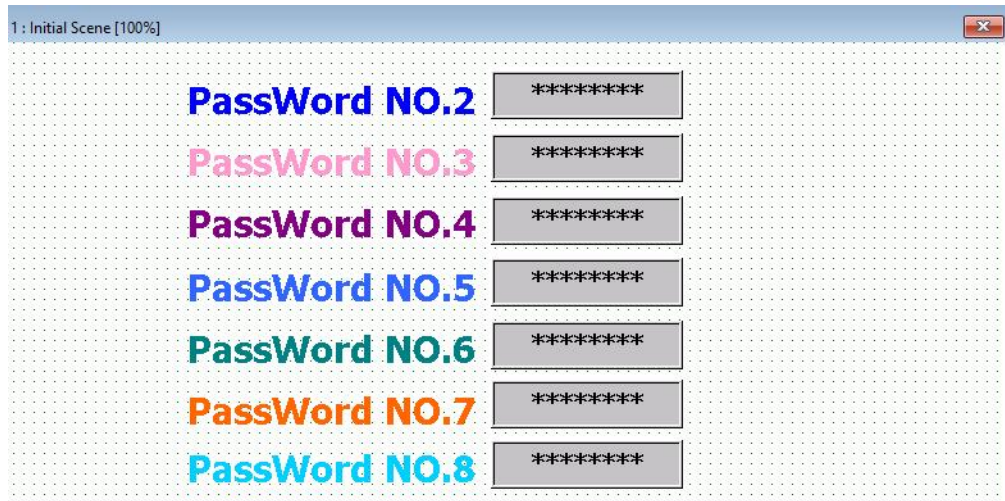 1 : Initial Scene [100%]
PassWord NO.2 ********
PassWord NO.3 ********
PassWord NO.4 ********
PassWord NO.5 ********
PassWord NO.6 ********
PassWord NO.7 ********
PassWord NO.8 ********